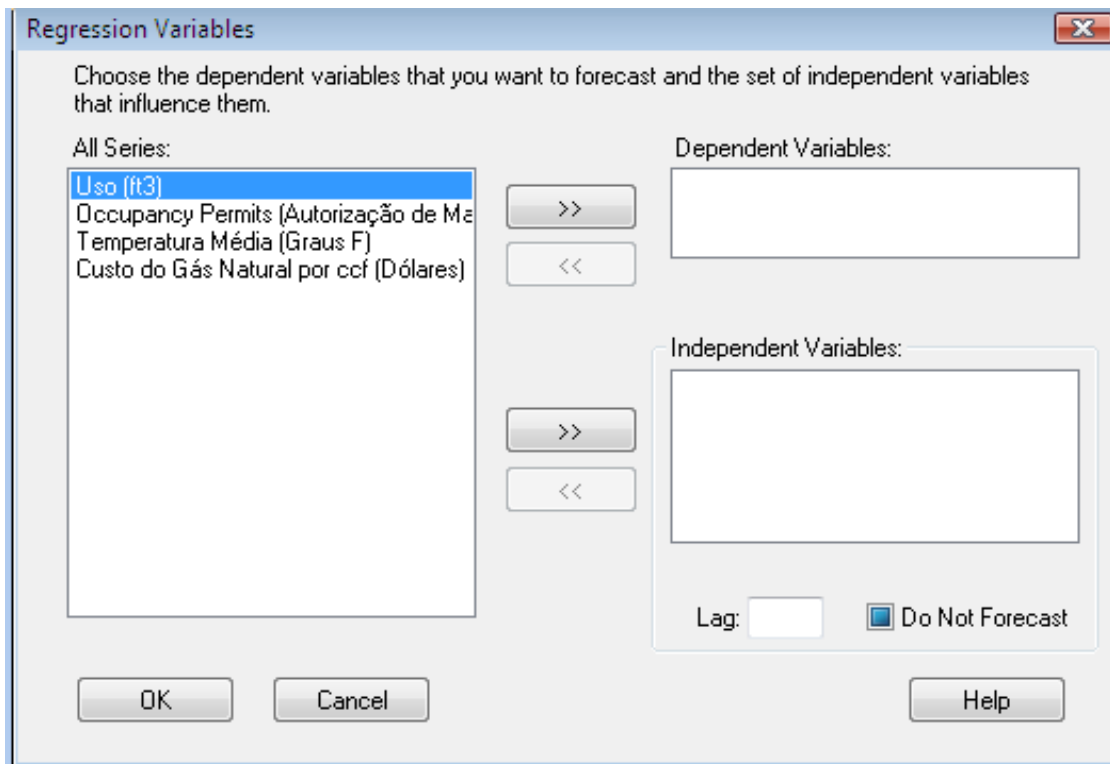 Regression Variables
Choose the dependent variables that you want to forecast and the set of independent variables
that influence them.
All Series:
Uso (ft3)
Occupancy Permits (Autorização de Ma
Temperatura Média (Graus F)
Custo do Gás Natural por ccf (Dólares)
>>
<<
Dependent Variables:
>>
<<
Independent Variables:
Lag:
Do Not Forecast
OK
Cancel
Help